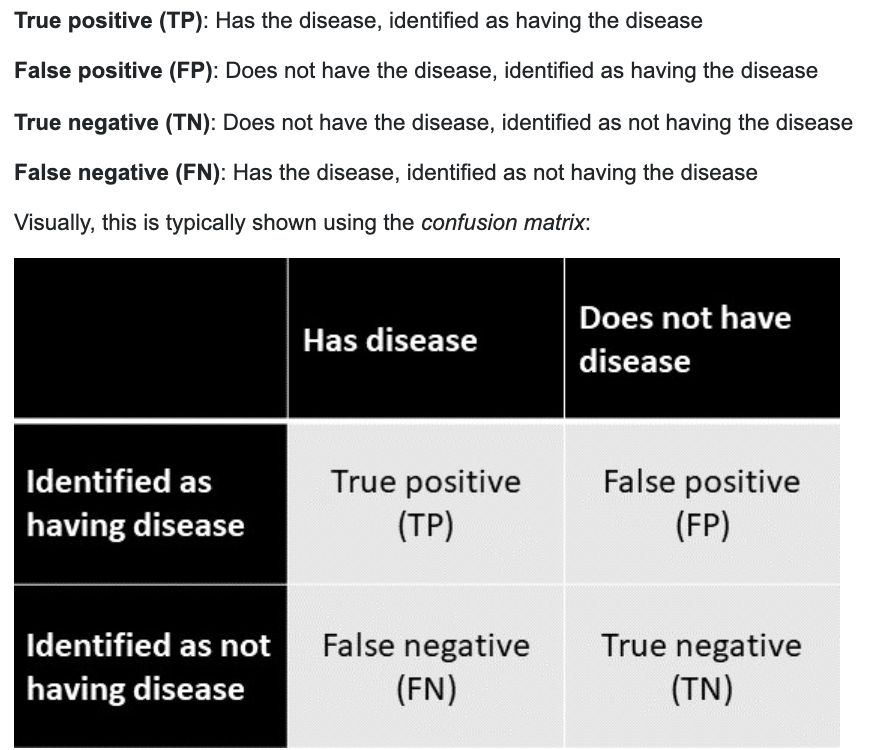 True positive (TP): Has the disease, identified as having the disease
False positive (FP): Does not have the disease, identified as having the disease
True negative (TN): Does not have the disease, identified as not having the disease
False negative (FN): Has the disease, identified as not having the disease
Visually, this is typically shown using the confusion matrix:
Has disease
Does not have
disease
Identified as
having disease
True positive
(TP)
False positive
(FP)
Identified as not
having disease
False negative
(FN)
True negative
(TN)